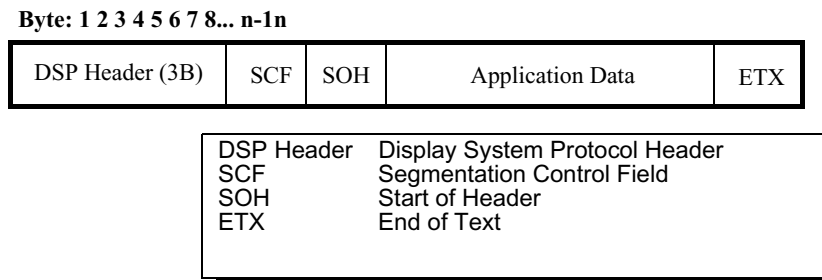 Byte: 1 2 3 4 5 6 7 8... n-1n
DSP Header (3B) SCF SOH Application Data ETX
DSP Header Display System Protocol Header
SCF Segmentation Control Field
SOH Start of Header
ETX End of Text